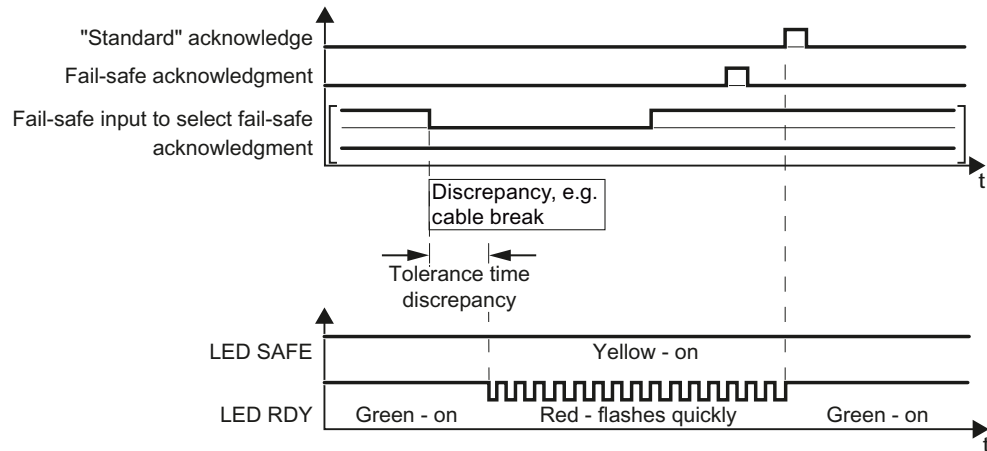 "Standard" acknowledge
Fail-safe acknowledgment
Fail-safe input to select fail-safe
acknowledgment
t
Discrepancy, e.g.
cable break
Tolerance time
discrepancy
LED SAFE
Yellow - on
LED RDY
Green - on
Red - flashes quickly
Green - on
t